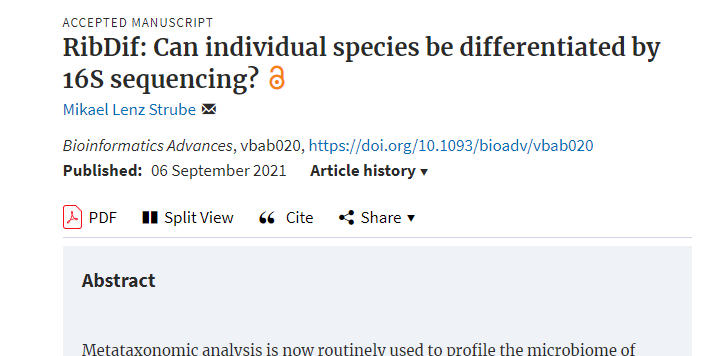 ACCEPTED MANUSCRIPT
RibDif: Can individual species be differentiated by
16S sequencing?
Mikael Lenz Strube
Bioinformatics Advances, vbab020, https://doi.org/10.1093/bioadv/vbab020
Published: 06 September 2021 Article history ▾
PDF Split View Cite Share ▾
Abstract
Metataxonomic analysis is now routinely used to profile the microbiome of